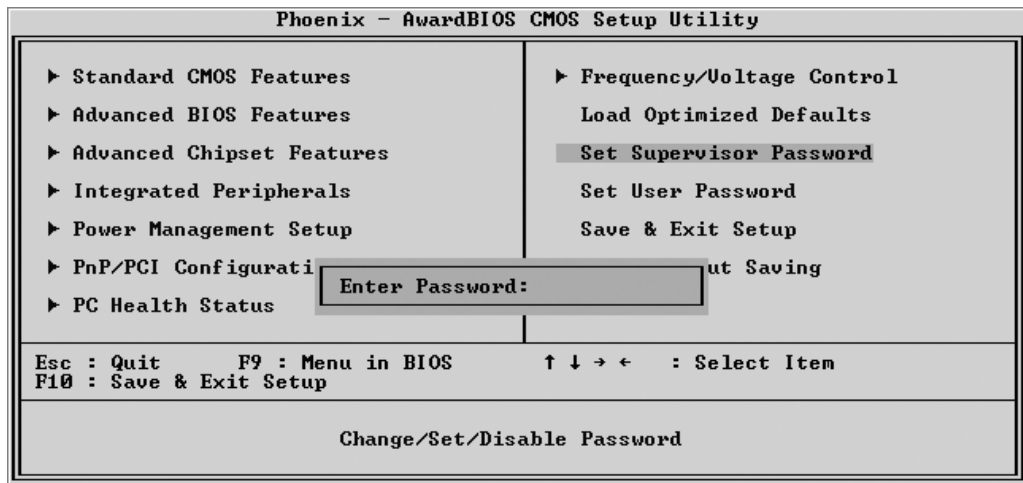 Phoenix - AwardBIOS CMOS Setup Utility
▶ Standard CMOS Features
▶ Advanced BIOS Features
▶ Advanced Chipset Features
▶ Integrated Peripherals
▶ Power Management Setup
▶ PnP/PCI Configurati
▶ PC Health Status
▶ Frequency/Voltage Control
Load Optimized Defaults
Set Supervisor Password
Set User Password
Save & Exit Setup
ut Saving
Enter Password:
Esc : Quit F9 : Menu in BIOS ↑ ↓ → ← : Select Item
F10 : Save & Exit Setup
Change/Set/Disable Password